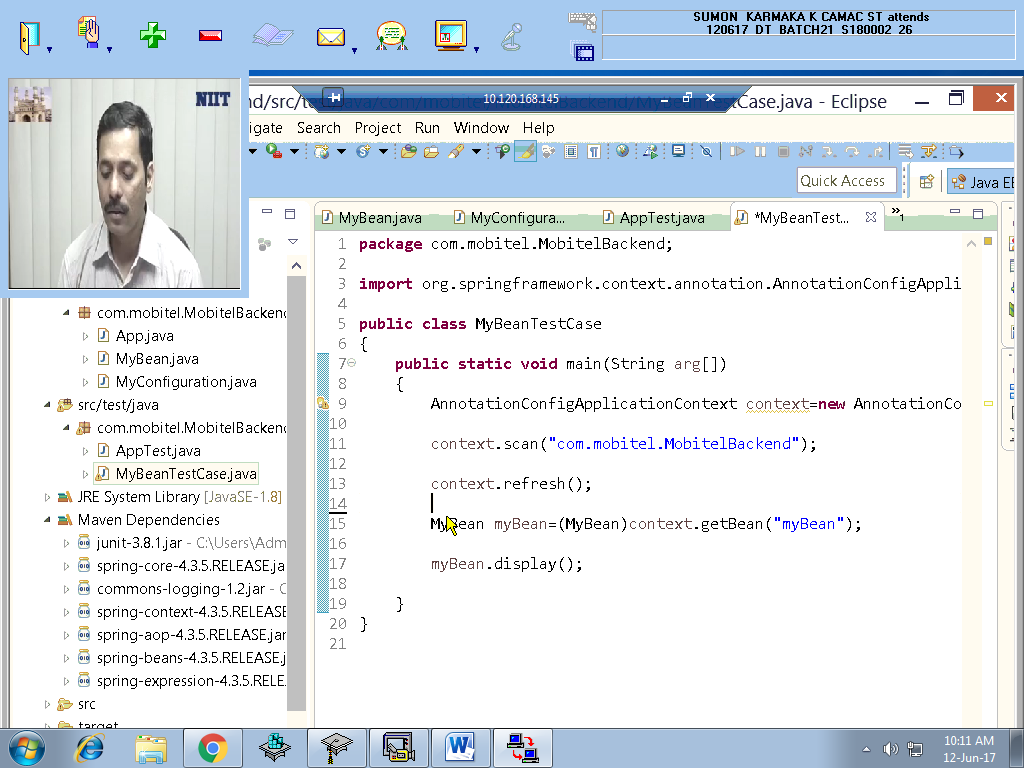 SUMON KARMAKA K CAMAC ST attends
120617 DT BATCH21 S180002 26
NIIT
10.120.168.145
Case.java - Eclipse
igate Search Project Run Window Help
Quick Access
Java EE
MyBean.java
MyConfigura...
AppTest.java
*MyBeanTest...
»1
1 package com.mobitel.MobitelBackend;
2
3 import org.springframework.context.annotation.AnnotationConfigAppli
4
5 public class MyBeanTestCase
6 {
7 public static void main(String arg[])
8 {
9 AnnotationConfigApplicationContext context=new AnnotationCo
10
11 context.scan("com.mobitel.MobitelBackend");
12
13 context.refresh();
14
15 MyBean myBean=(MyBean)context.getBean("myBean");
16
17 myBean.display();
18
19 }
20 }
21
com.mobitel.MobitelBackend
App.java
MyBean.java
MyConfiguration.java
src/test/java
com.mobitel.MobitelBackend
AppTest.java
MyBeanTestCase.java
JRE System Library [JavaSE-1.8]
Maven Dependencies
junit-3.8.1.jar - C:\Users\Adm
spring-core-4.3.5.RELEASE.ja
commons-logging-1.2.jar - C
spring-context-4.3.5.RELEASE
spring-aop-4.3.5.RELEASE.jar
spring-beans-4.3.5.RELEASE.j
spring-expression-4.3.5.RELE
src
target
10:11 AM
12-Jun-17